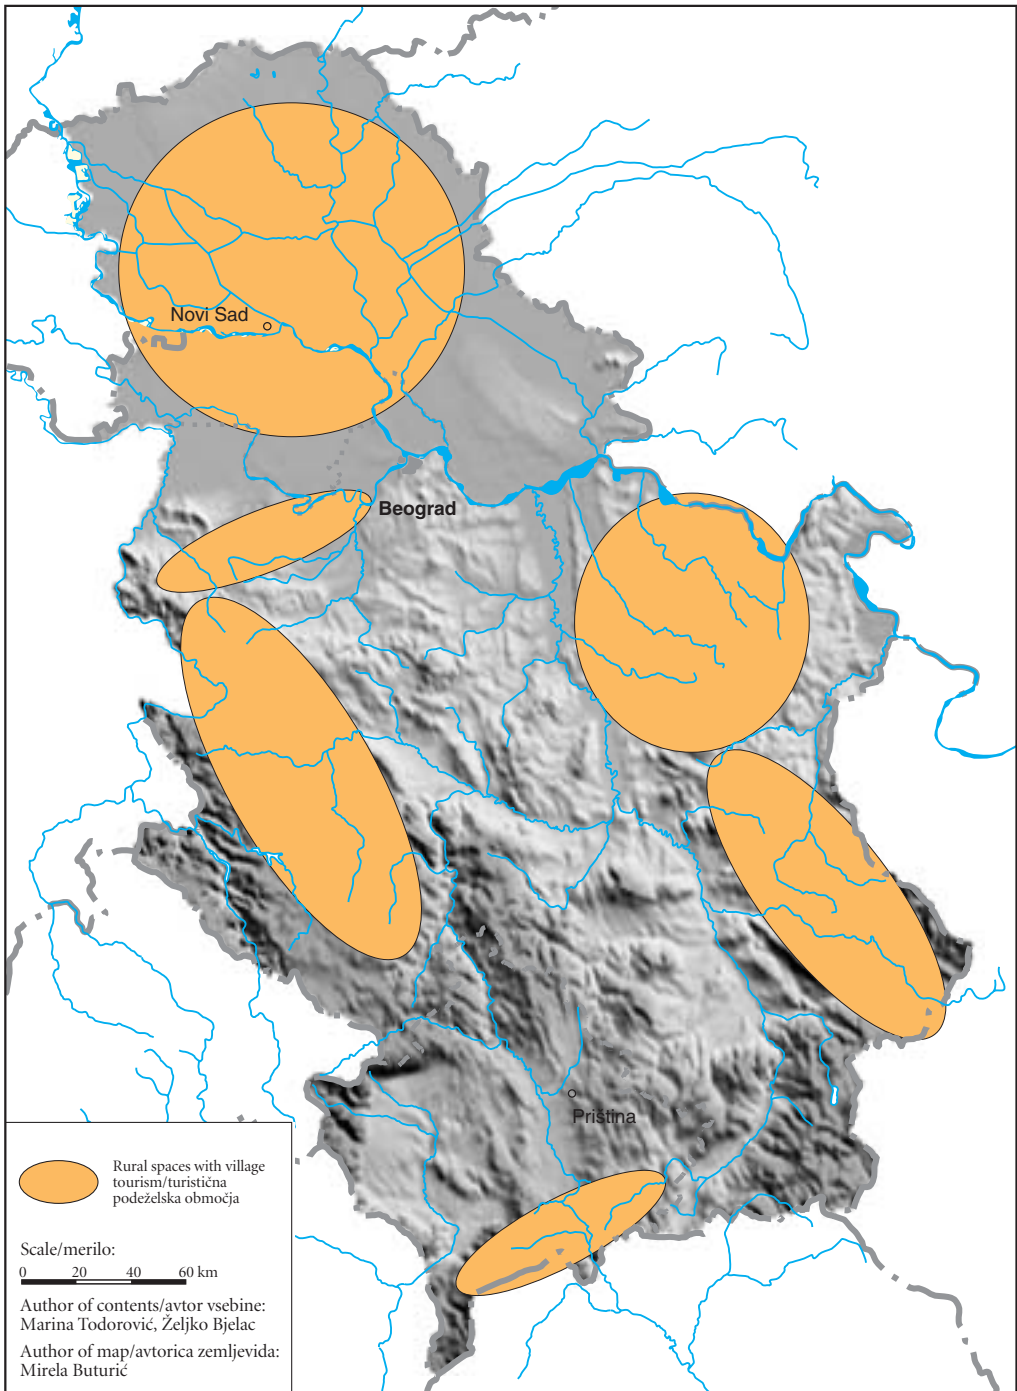 Novi Sad
Beograd
Priština
Rural spaces with village
tourism/turistična
podeželska območja
Scale/merilo:
0 20 40 60 km
Author of contents/avtor vsebine:
Marina Todorović, Željko Bjelac
Author of map/avtorica zemljevida:
Mirela Buturić